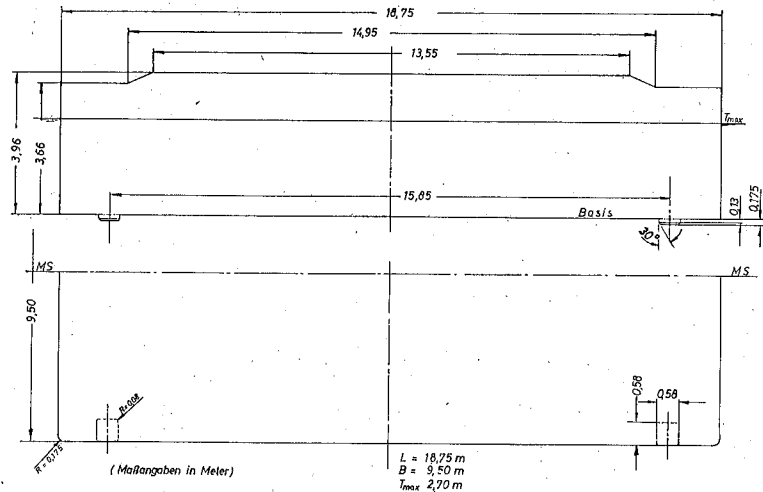 18,75
14,95
13,55
3,96
3,66
Tmax
15,85
Basis
0,13
0,175
30°
MS
MS
9,50
R=0,08
0,58
0,58
R = 0,175
(Maßangaben in Meter)
L = 18,75 m
B = 9,50 m
Tmax 2,70 m